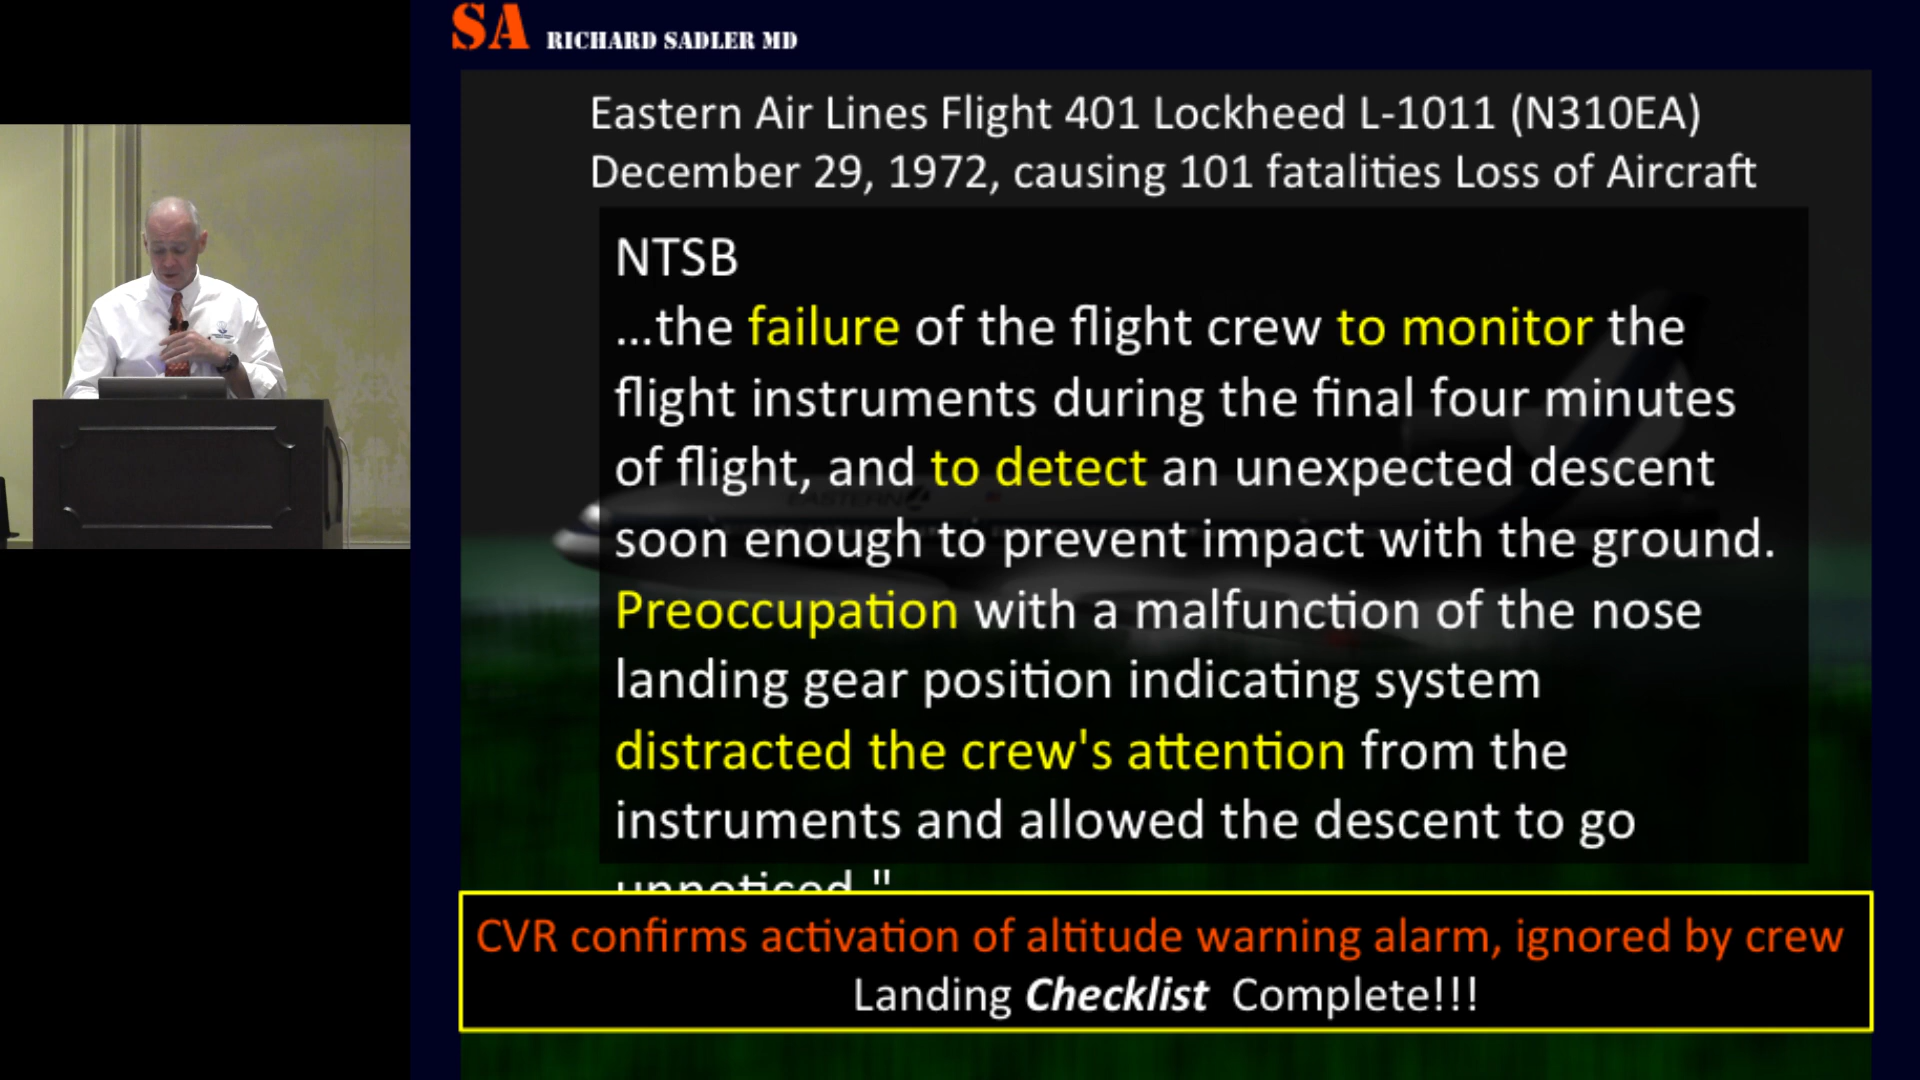 SA RICHARD SADLER MD
Eastern Air Lines Flight 401 Lockheed L-1011 (N310EA)
December 29, 1972, causing 101 fatalities Loss of Aircraft
NTSB
...the failure of the flight crew to monitor the
flight instruments during the final four minutes
of flight, and to detect an unexpected descent
soon enough to prevent impact with the ground.
Preoccupation with a malfunction of the nose
landing gear position indicating system
distracted the crew's attention from the
instruments and allowed the descent to go
unnoticed."
CVR confirms activation of altitude warning alarm, ignored by crew
Landing Checklist  Complete!!!
EASTERN